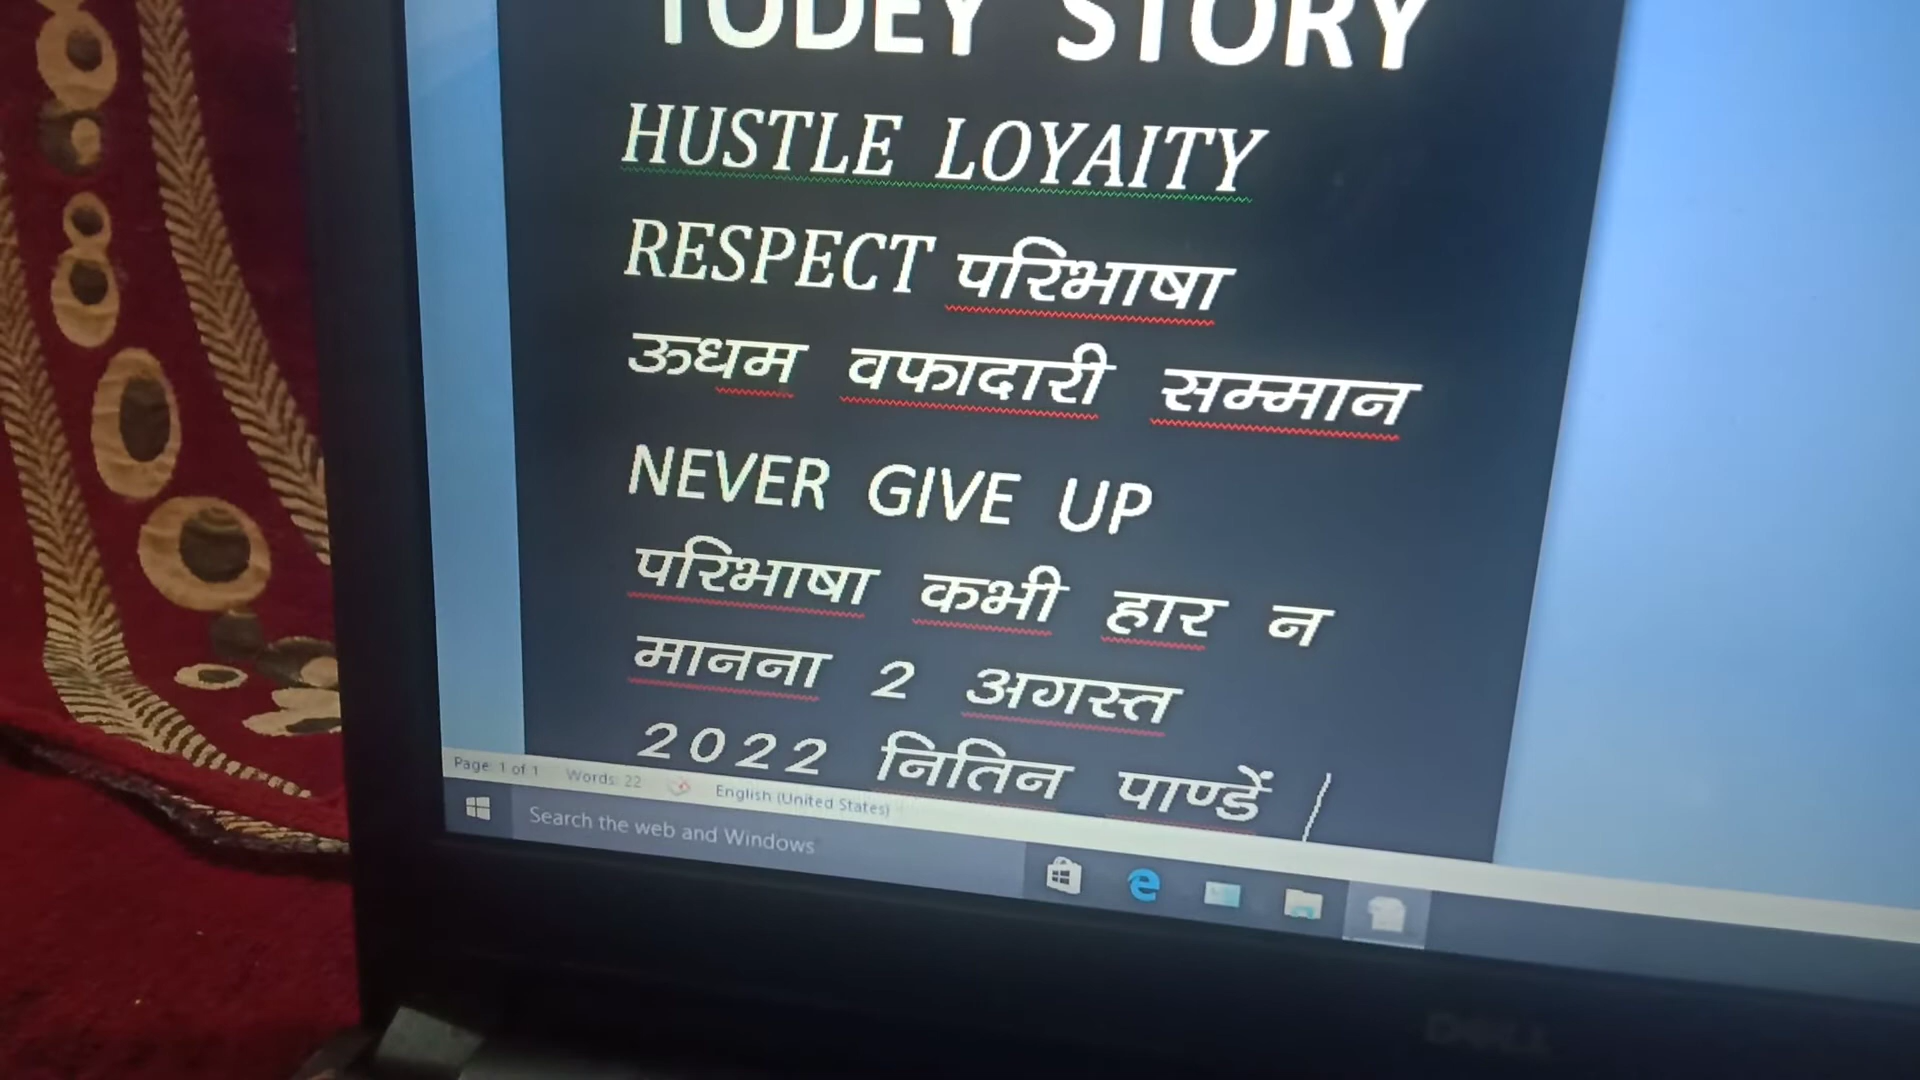 TODEY STORY
HUSTLE LOYAITY
RESPECT परिभाषा
ऊधम वफादारी सम्मान
NEVER GIVE UP
परिभाषा कभी हार न
मानना 2 अगस्त
2022 नितिन पाण्डें
Page: 1 of 1 Words: 22 English (United States)
Search the web and Windows
DELL